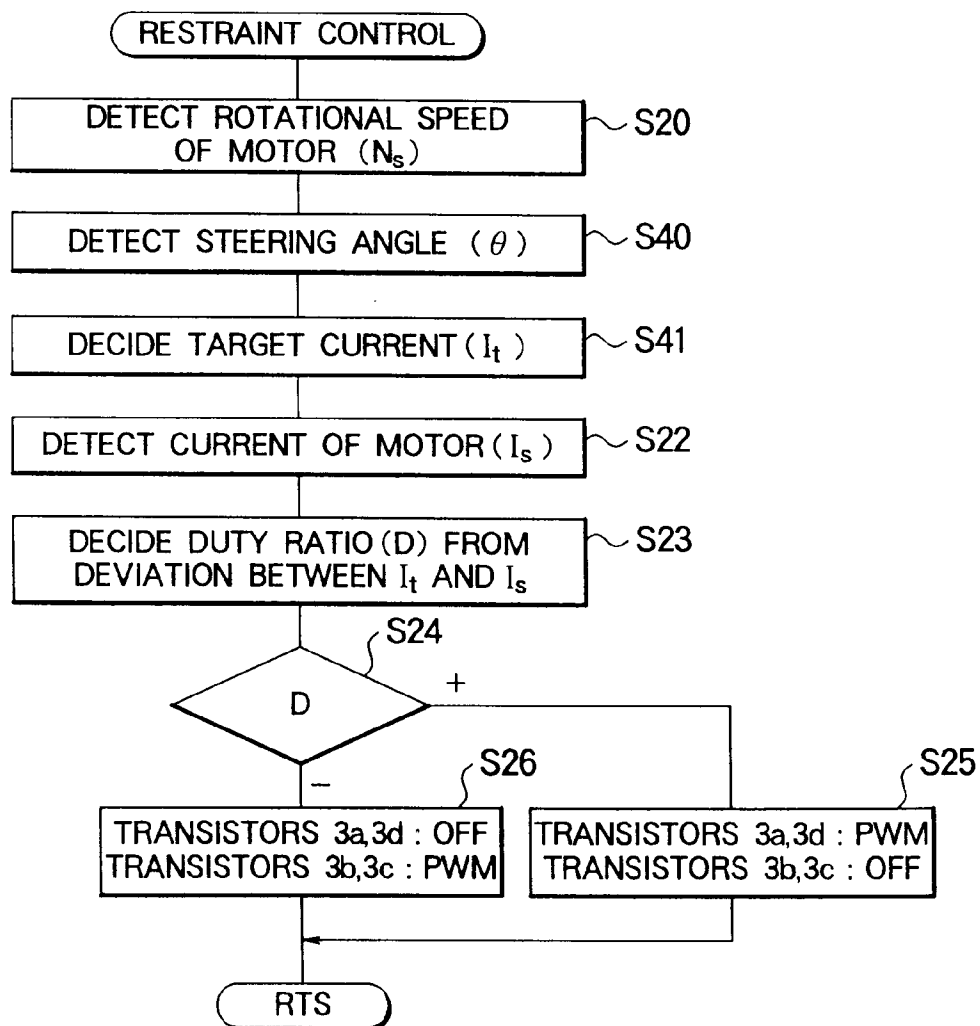 RESTRAINT CONTROL
DETECT ROTATIONAL SPEED
OF MOTOR (Ns)
S20
DETECT STEERING ANGLE (θ)
S40
DECIDE TARGET CURRENT (It)
S41
DETECT CURRENT OF MOTOR (Is)
S22
DECIDE DUTY RATIO (D) FROM
DEVIATION BETWEEN It AND Is
S23
S24
D
+
−
S26
TRANSISTORS 3a,3d : OFF
TRANSISTORS 3b,3c : PWM
S25
TRANSISTORS 3a,3d : PWM
TRANSISTORS 3b,3c : OFF
RTS